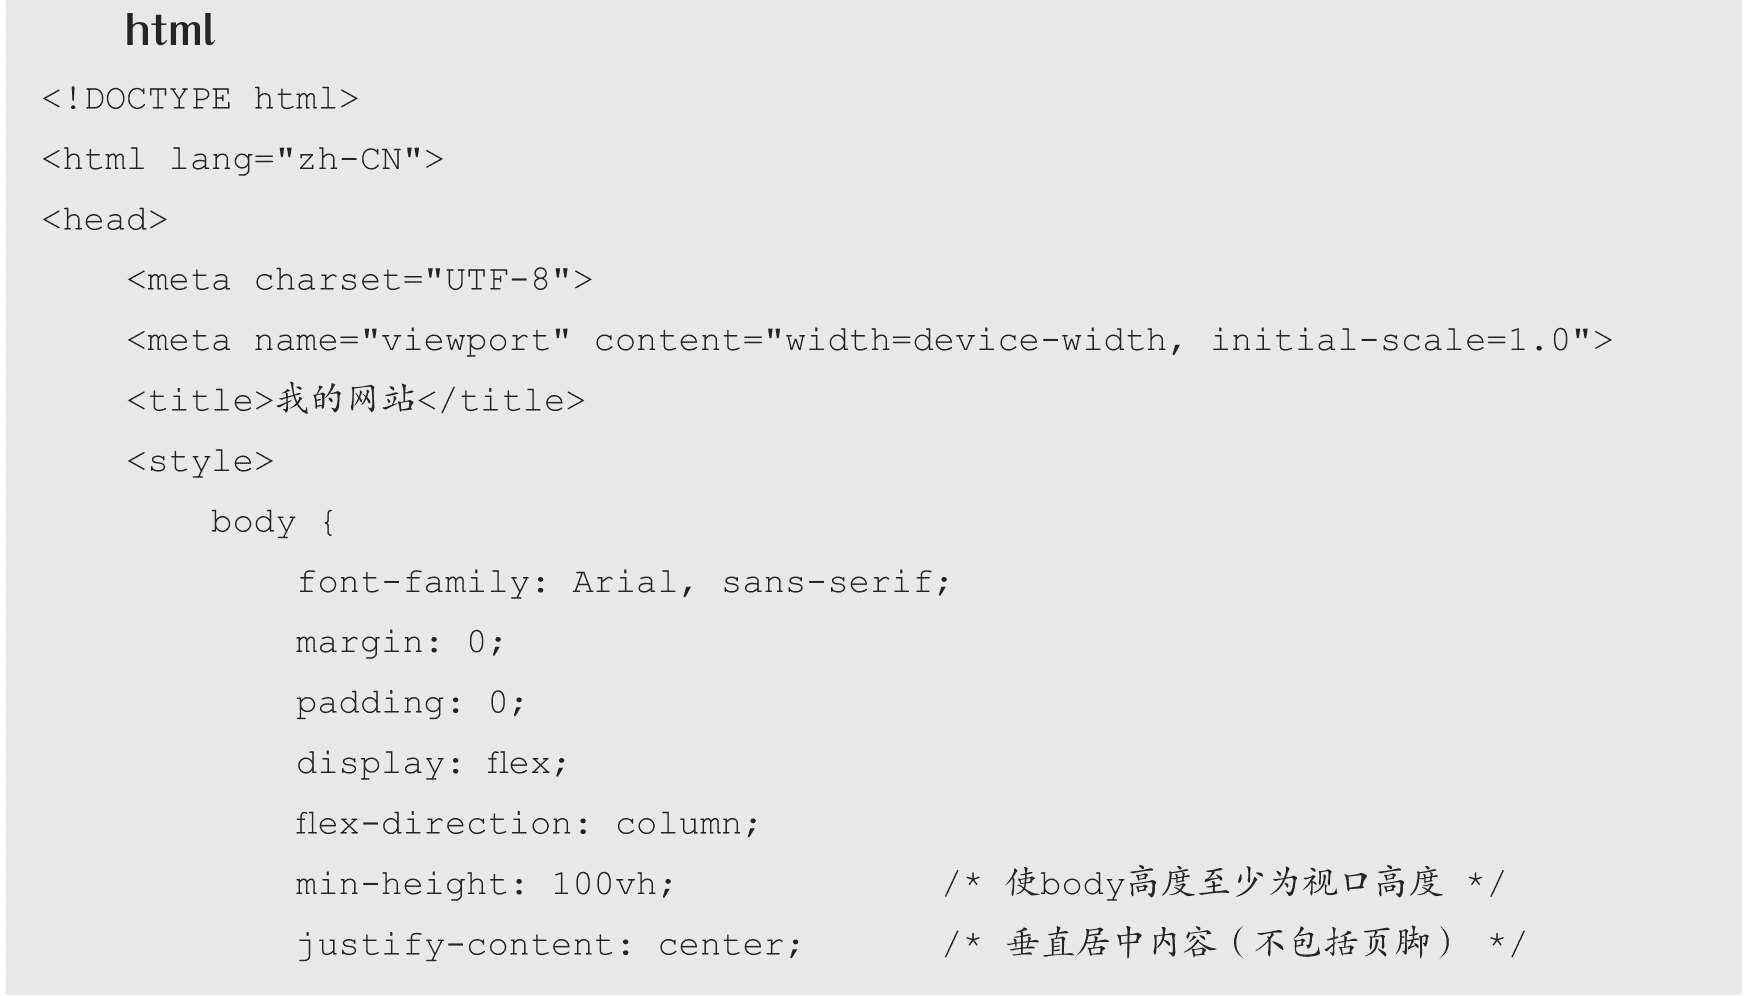 html
<!DOCTYPE html>
<html lang="zh-CN">
<head>
    <meta charset="UTF-8">
    <meta name="viewport" content="width=device-width, initial-scale=1.0">
    <title>我的网站</title>
    <style>
        body {
            font-family: Arial, sans-serif;
            margin: 0;
            padding: 0;
            display: flex;
            flex-direction: column;
            min-height: 100vh;             /* 使body高度至少为视口高度 */
            justify-content: center;       /* 垂直居中内容（不包括页脚） */